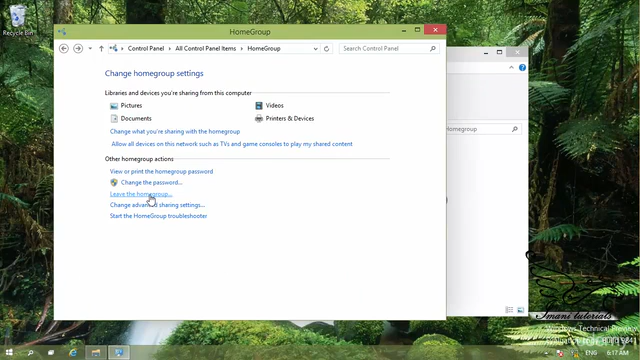 HomeGroup
Recycle Bin
Control Panel
All Control Panel Items
HomeGroup
Search Control Panel
Change homegroup settings
Libraries and devices you're sharing from this computer
Pictures
Videos
Documents
Printers & Devices
Homegroup
Change what you're sharing with the homegroup
Allow all devices on this network such as TVs and game consoles to play my shared content
Other homegroup actions
View or print the homegroup password
Change the password...
Leave the homegroup...
Change advanced sharing settings...
Start the HomeGroup troubleshooter
Imani tutorials
Windows Technical Preview
Build 9841
ENG
6:17 AM